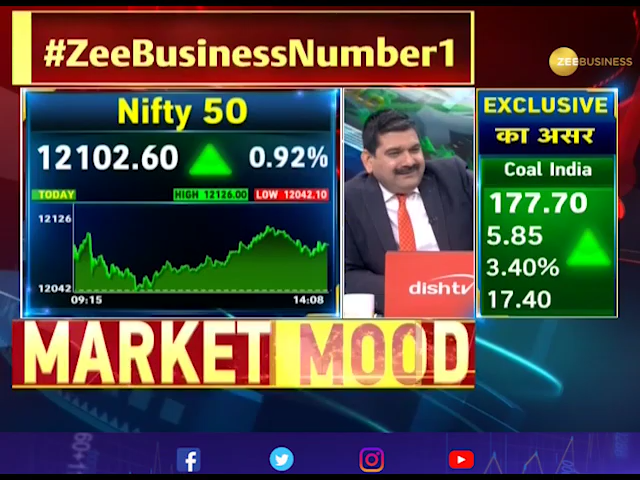 #ZeeBusinessNumber1
ZEEBUSINESS
Nifty 50
12102.60 0.92%
TODAY HIGH 12126.00 LOW 12042.10
12126
12042
09:15 14:08
dishtv
EXCLUSIVE
का असर
Coal India
177.70
5.85
3.40%
17.40
MARKET MOOD